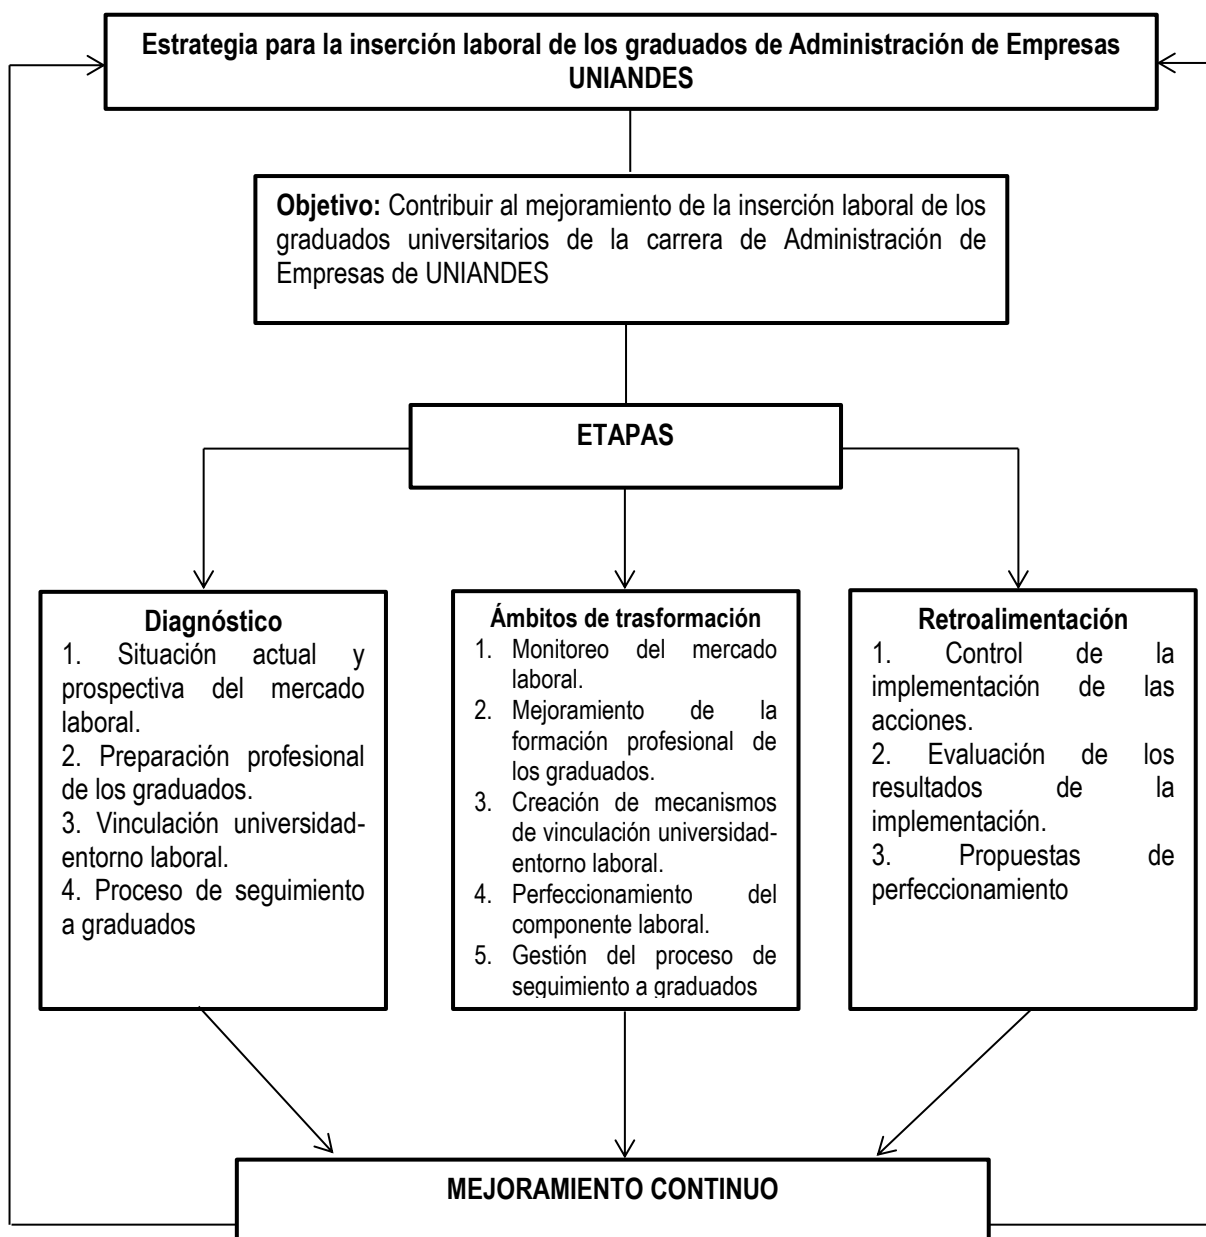 Estrategia para la inserción laboral de los graduados de Administración de Empresas
UNIANDES
Objetivo: Contribuir al mejoramiento de la inserción laboral de los
graduados universitarios de la carrera de Administración de
Empresas de UNIANDES
ETAPAS
Diagnóstico
1. Situación actual y
prospectiva del mercado
laboral.
2. Preparación profesional
de los graduados.
3. Vinculación universidad-
entorno laboral.
4. Proceso de seguimiento
a graduados
Ámbitos de trasformación
1. Monitoreo del mercado
laboral.
2. Mejoramiento de la
formación profesional de
los graduados.
3. Creación de mecanismos
de vinculación universidad-
entorno laboral.
4. Perfeccionamiento del
componente laboral.
5. Gestión del proceso de
seguimiento a graduados
Retroalimentación
1. Control de la
implementación de las
acciones.
2. Evaluación de los
resultados de la
implementación.
3. Propuestas de
perfeccionamiento
MEJORAMIENTO CONTINUO